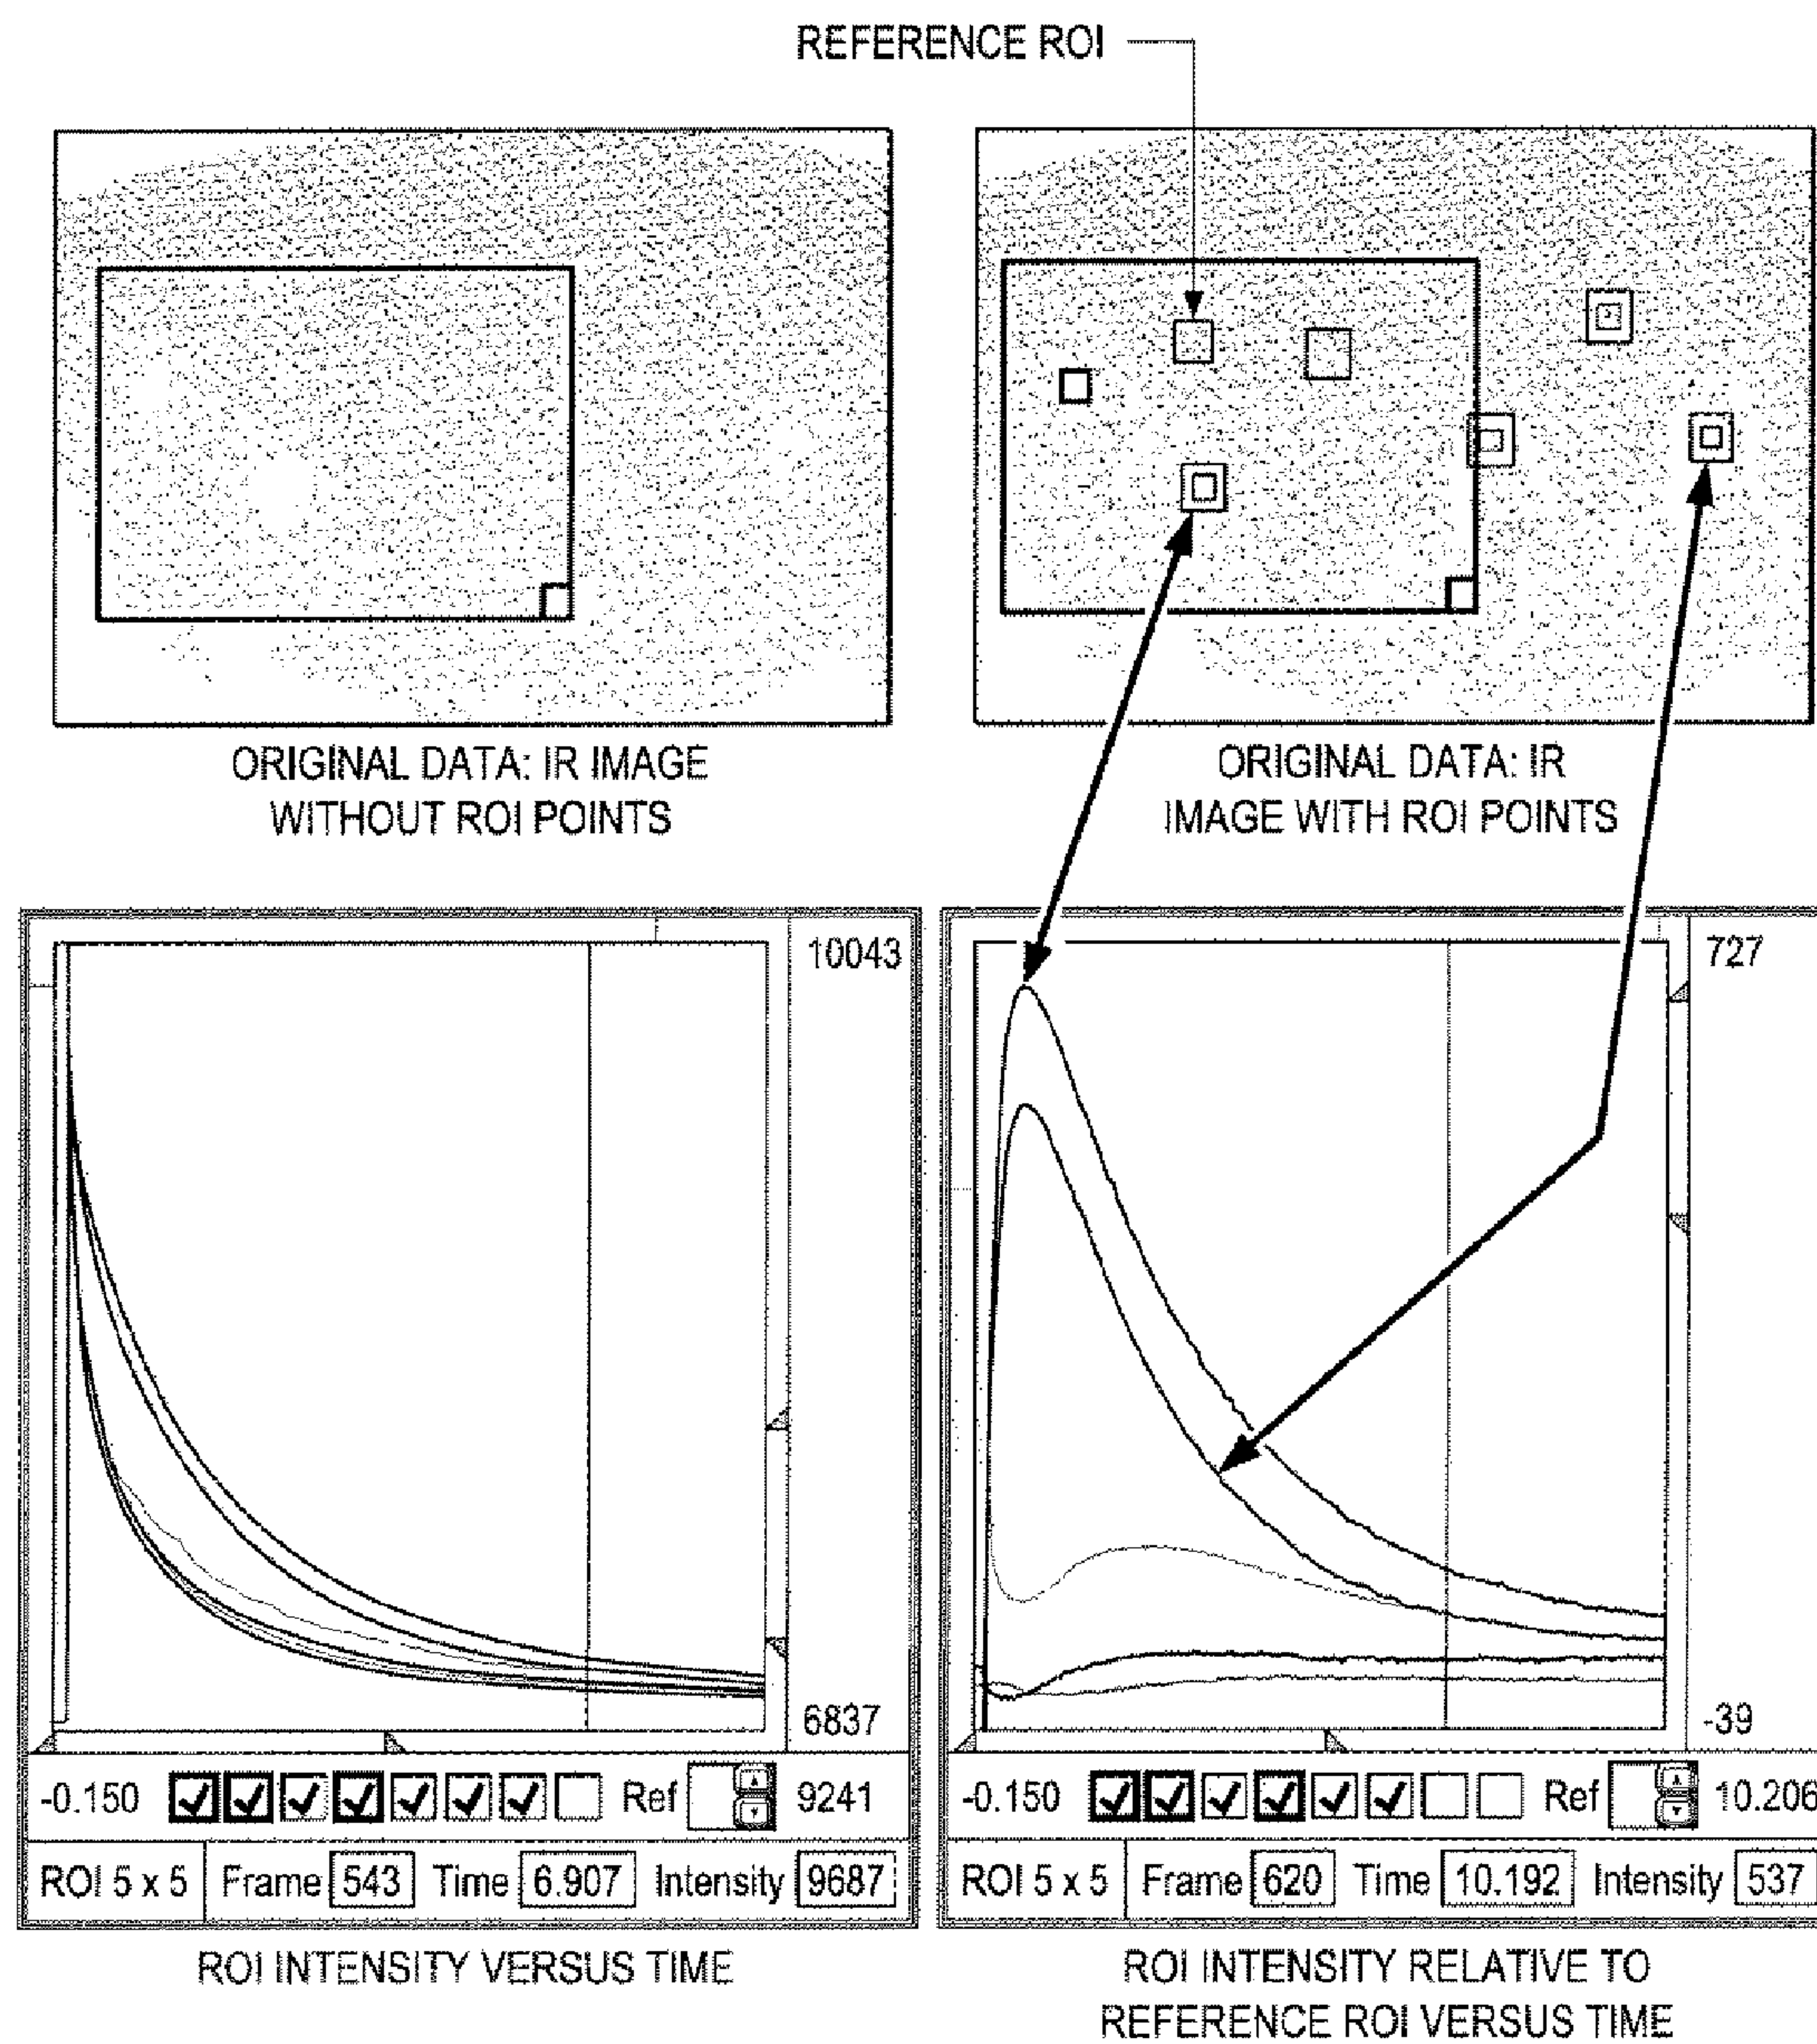 REFERENCE ROI
ORIGINAL DATA: IR IMAGE
WITHOUT ROI POINTS
ORIGINAL DATA: IR
IMAGE WITH ROI POINTS
10043
6837
-0.150 Ref 9241
ROI 5 x 5 Frame 543 Time 6.907 Intensity 9687
ROI INTENSITY VERSUS TIME
727
-39
-0.150 Ref 10.206
ROI 5 x 5 Frame 620 Time 10.192 Intensity 537
ROI INTENSITY RELATIVE TO
REFERENCE ROI VERSUS TIME